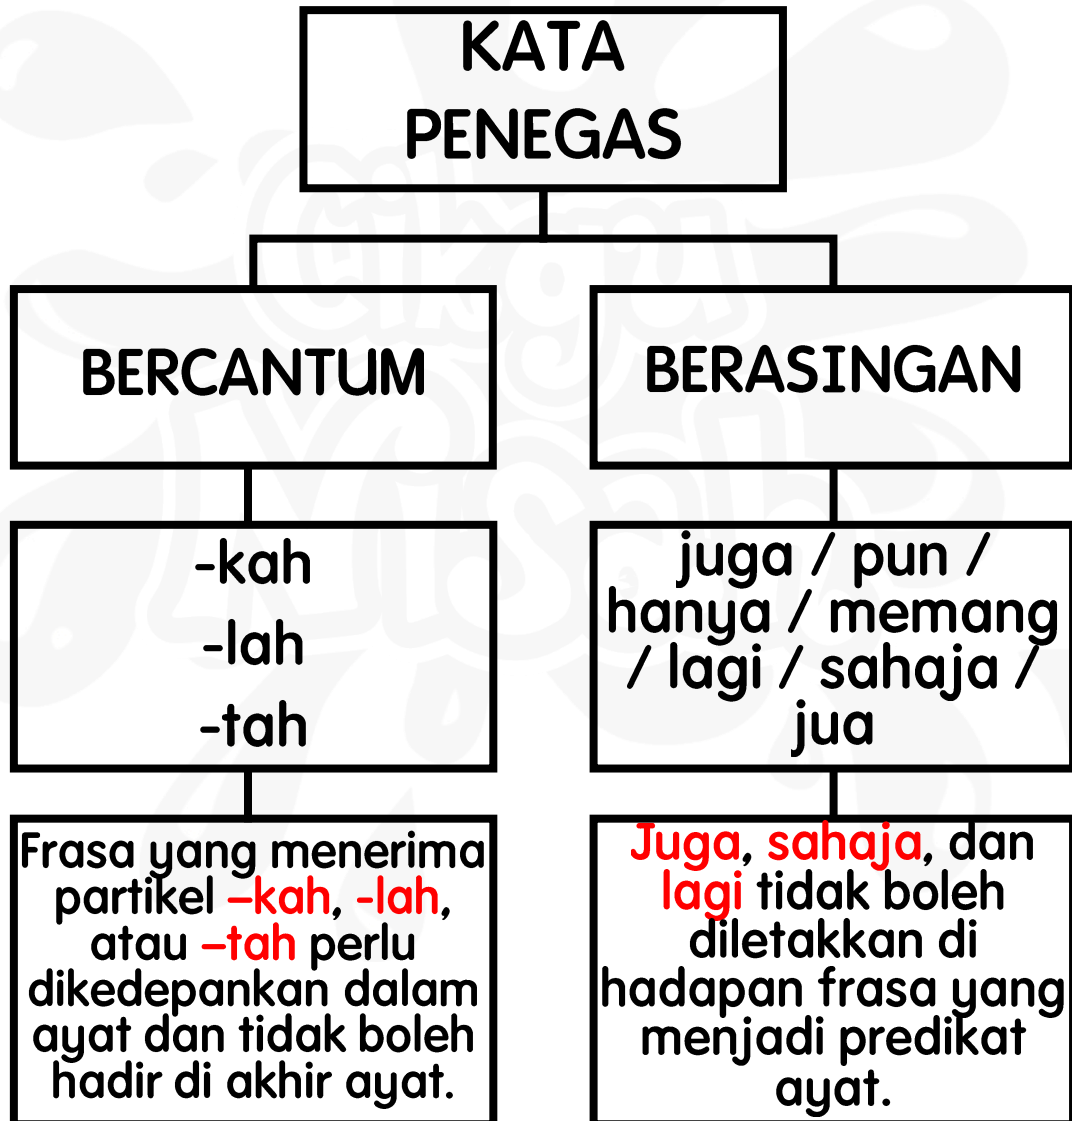 KATA
PENEGAS
BERCANTUM
BERASINGAN
-kah
-lah
-tah
juga / pun /
hanya / memang
/ lagi / sahaja /
jua
Frasa yang menerima
partikel –kah, -lah,
atau –tah perlu
dikedepankan dalam
ayat dan tidak boleh
hadir di akhir ayat.
Juga, sahaja, dan
lagi tidak boleh
diletakkan di
hadapan frasa yang
menjadi predikat
ayat.
Cikgu
Nisah